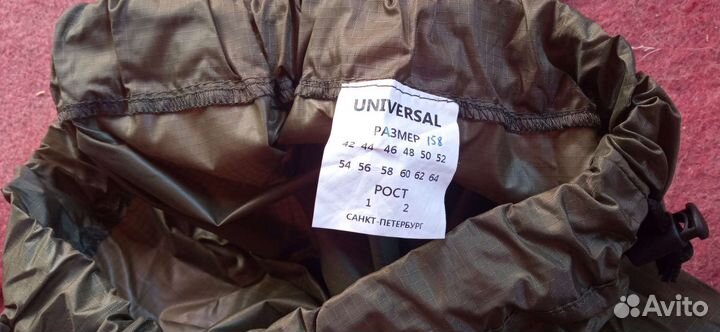 UNIVERSAL
РАЗМЕР 158
42 44 46 48 50 52
54 56 58 60 62 64
РОСТ
1 2
САНКТ-ПЕТЕРБУРГ
Avito